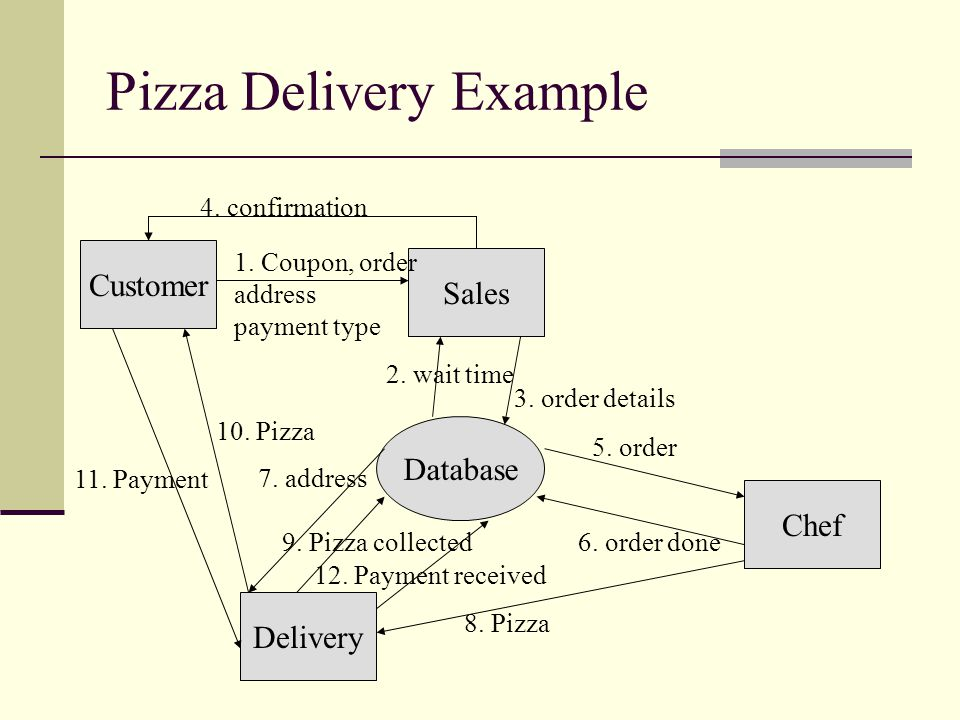 Pizza Delivery Example
4. confirmation
Customer
1. Coupon, order
address
payment type
Sales
2. wait time
3. order details
10. Pizza
5. order
11. Payment
7. address
Database
Chef
9. Pizza collected
6. order done
12. Payment received
8. Pizza
Delivery